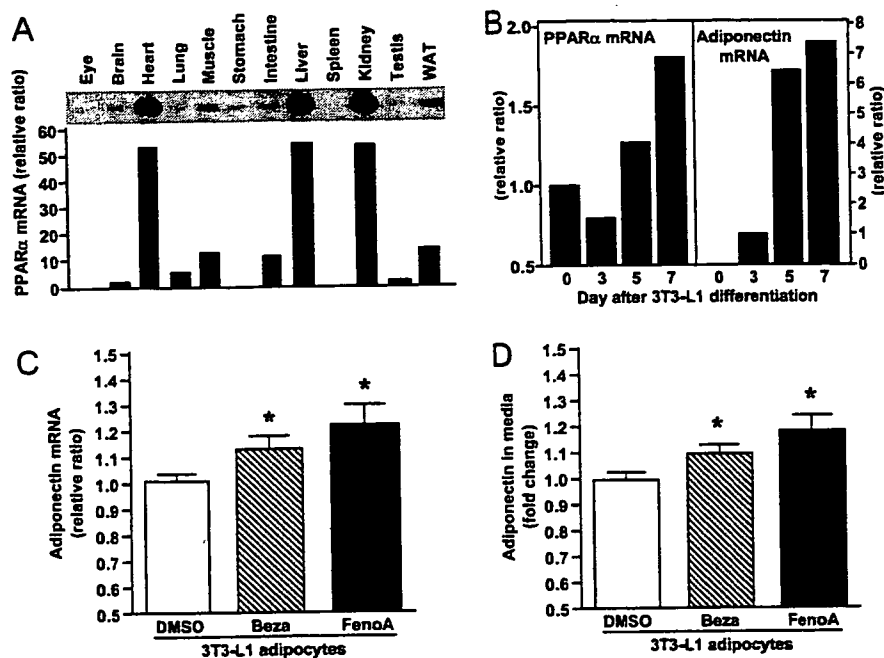 A
Eye
Brain
Heart
Lung
Muscle
Stomach
Intestine
Liver
Spleen
Kidney
Testis
WAT
PPARα mRNA (relative ratio)
60
50
40
30
20
10
0
B
PPARα mRNA
Adiponectin
mRNA
(relative ratio)
2.0
1.5
1.0
0.5
8
7
6
5
4
3
2
1
0
(relative ratio)
0 3 5 7 0 3 5 7
Day after 3T3-L1 differentiation
C
Adiponectin mRNA
(relative ratio)
1.5
1.4
1.3
1.2
1.1
1.0
0.9
0.8
0.7
0.6
0.5
*
*
DMSO Beza FenoA
3T3-L1 adipocytes
D
Adiponectin in media
(fold change)
1.5
1.4
1.3
1.2
1.1
1.0
0.9
0.8
0.7
0.6
0.5
*
*
DMSO Beza FenoA
3T3-L1 adipocytes